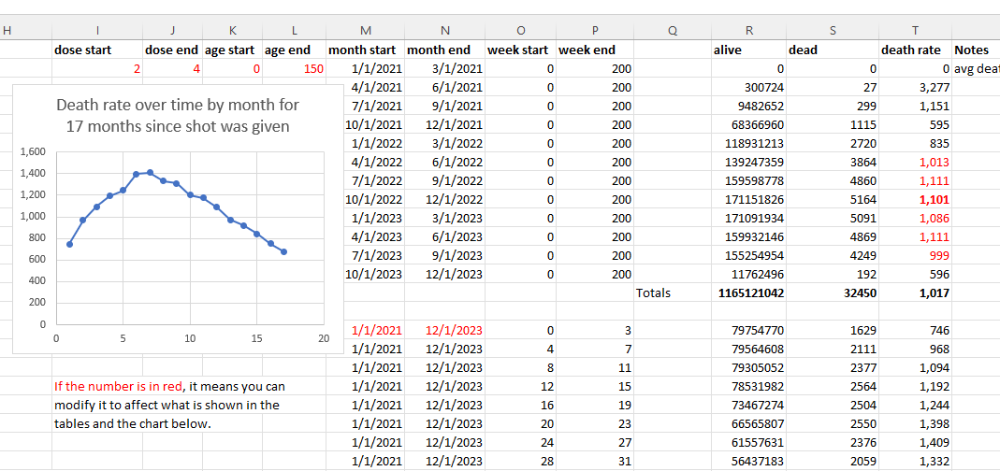 H I J K L M N O P Q R S T
dose start dose end age start age end month start month end week start week end alive dead death rate Notes
2 4 0 150 1/1/2021 3/1/2021 0 200 0 0 0 avg deat
4/1/2021 6/1/2021 0 200 300724 27 3,277
7/1/2021 9/1/2021 0 200 9482652 299 1,151
10/1/2021 12/1/2021 0 200 68366960 1115 595
1/1/2022 3/1/2022 0 200 118931213 2720 835
4/1/2022 6/1/2022 0 200 139247359 3864 1,013
7/1/2022 9/1/2022 0 200 159598778 4860 1,111
10/1/2022 12/1/2022 0 200 171151826 5164 1,101
1/1/2023 3/1/2023 0 200 171091934 5091 1,086
4/1/2023 6/1/2023 0 200 159932146 4869 1,111
7/1/2023 9/1/2023 0 200 155254954 4249 999
10/1/2023 12/1/2023 0 200 11762496 192 596
Totals 1165121042 32450 1,017
1/1/2021 12/1/2023 0 3 79754770 1629 746
1/1/2021 12/1/2023 4 7 79564608 2111 968
1/1/2021 12/1/2023 8 11 79305052 2377 1,094
1/1/2021 12/1/2023 12 15 78531982 2564 1,192
1/1/2021 12/1/2023 16 19 73467274 2504 1,244
1/1/2021 12/1/2023 20 23 66565807 2550 1,398
1/1/2021 12/1/2023 24 27 61557631 2376 1,409
1/1/2021 12/1/2023 28 31 56437183 2059 1,332
Death rate over time by month for
17 months since shot was given
1,600
1,400
1,200
1,000
800
600
400
200
0
0 5 10 15 20
If the number is in red, it means you can
modify it to affect what is shown in the
tables and the chart below.